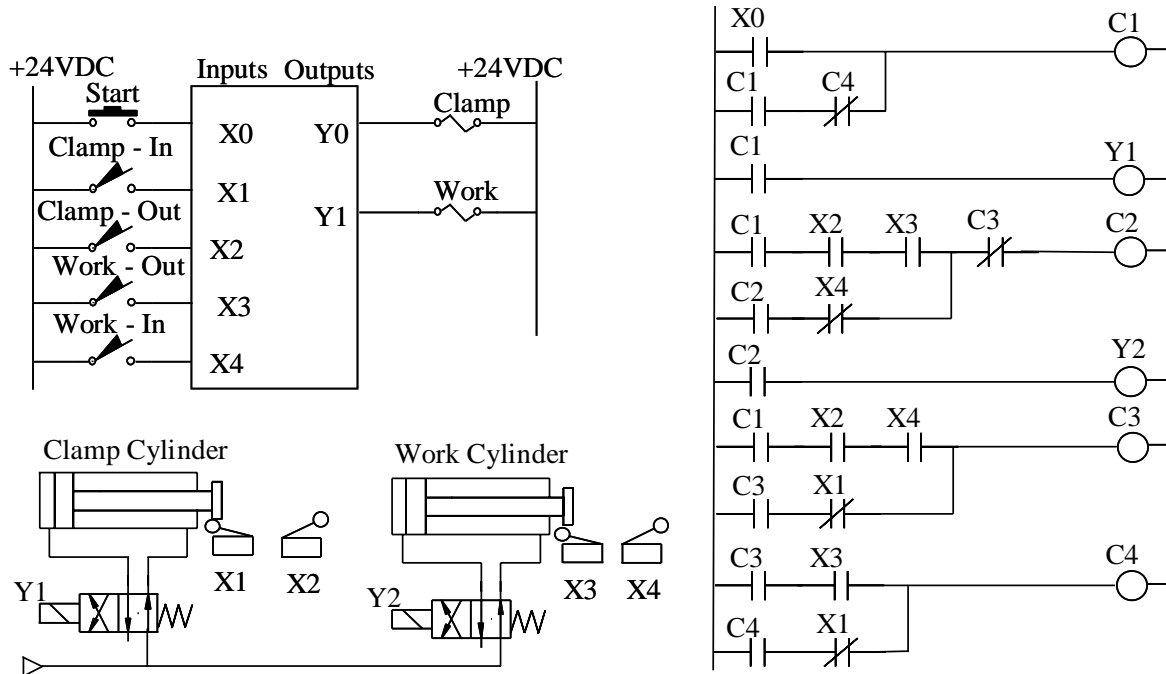 +24VDC
Inputs Outputs
+24VDC
Start
Clamp
X0
Y0
Clamp - In
X1
Work
Clamp - Out
Y1
X2
Work - Out
X3
Work - In
X4
Clamp Cylinder
Work Cylinder
X1
X2
X3
X4
Y1
Y2
X0
C1
C1
C4
C1
Y1
C1
X2
X3
C3
C2
C2
X4
C2
Y2
C1
X2
X4
C3
C3
X1
C3
X3
C4
C4
X1